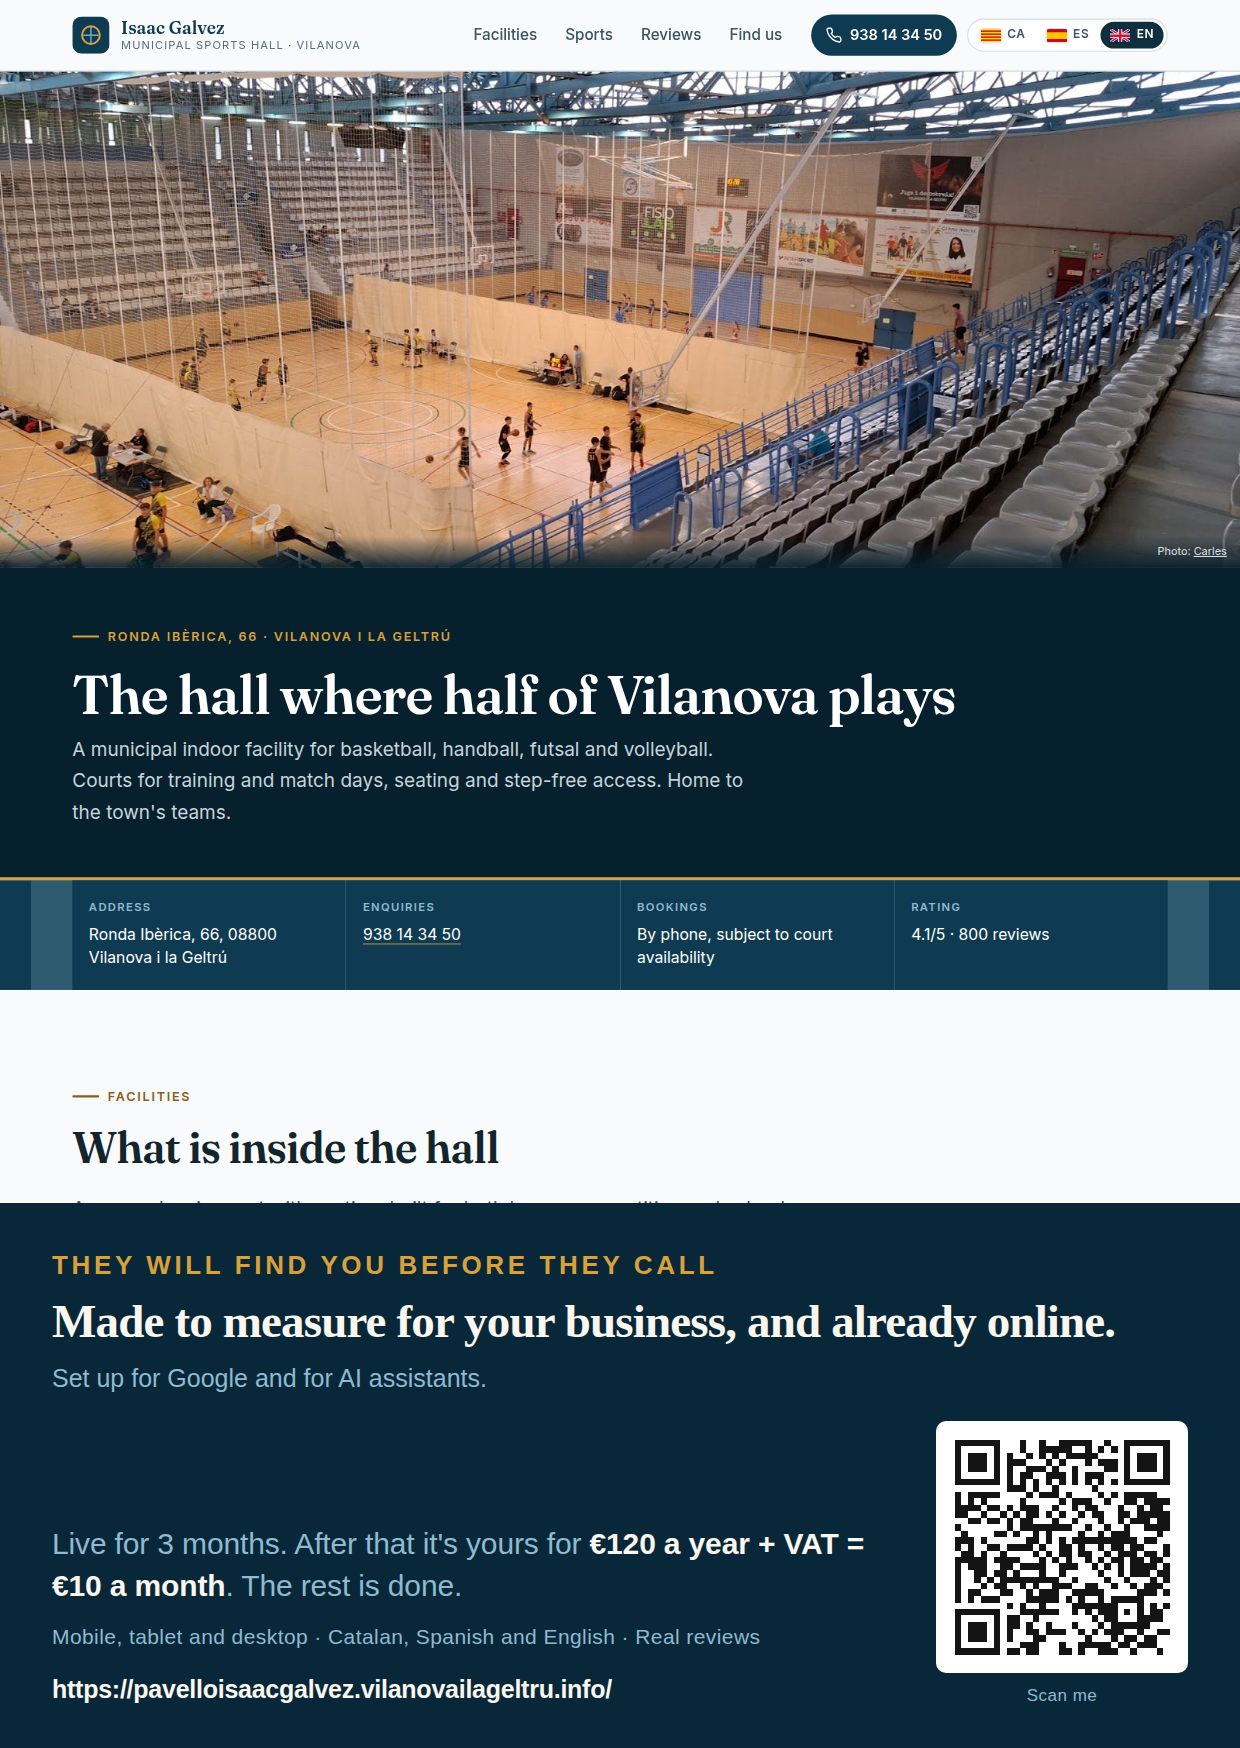 Isaac Galvez
MUNICIPAL SPORTS HALL · VILANOVA
Facilities Sports Reviews Find us 938 14 34 50 CA ES EN
FISIO
LAB
JR
Photo: Carles
RONDA IBÈRICA, 66 · VILANOVA I LA GELTRÚ
The hall where half of Vilanova plays
A municipal indoor facility for basketball, handball, futsal and volleyball.
Courts for training and match days, seating and step-free access. Home to
the town's teams.
ADDRESS
Ronda Ibèrica, 66, 08800
Vilanova i la Geltrú
ENQUIRIES
938 14 34 50
BOOKINGS
By phone, subject to court
availability
RATING
4.1/5 · 800 reviews
FACILITIES
What is inside the hall
THEY WILL FIND YOU BEFORE THEY CALL
Made to measure for your business, and already online.
Set up for Google and for AI assistants.
Live for 3 months. After that it's yours for €120 a year + VAT =
€10 a month. The rest is done.
Mobile, tablet and desktop · Catalan, Spanish and English · Real reviews
https://pavelloisaacgalvez.vilanovailageltru.info/
Scan me